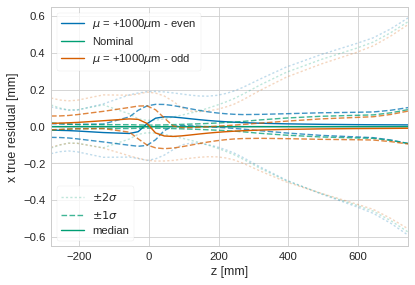 0.6
μ = +1000μm - even
Nominal
μ = +1000μm - odd
0.4
0.2
0.0
−0.2
−0.4
−0.6
x true residual [mm]
±2σ
±1σ
median
−200 0 200 400 600
z [mm]